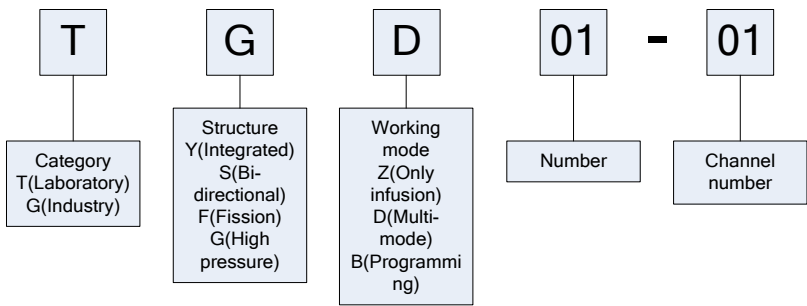 T G D 01 - 01
Category
T(Laboratory)
G(Industry)
Structure
Y(Integrated)
S(Bi-
directional)
F(Fission)
G(High
pressure)
Working
mode
Z(Only
infusion)
D(Multi-
mode)
B(Programmi
ng)
Number
Channel
number